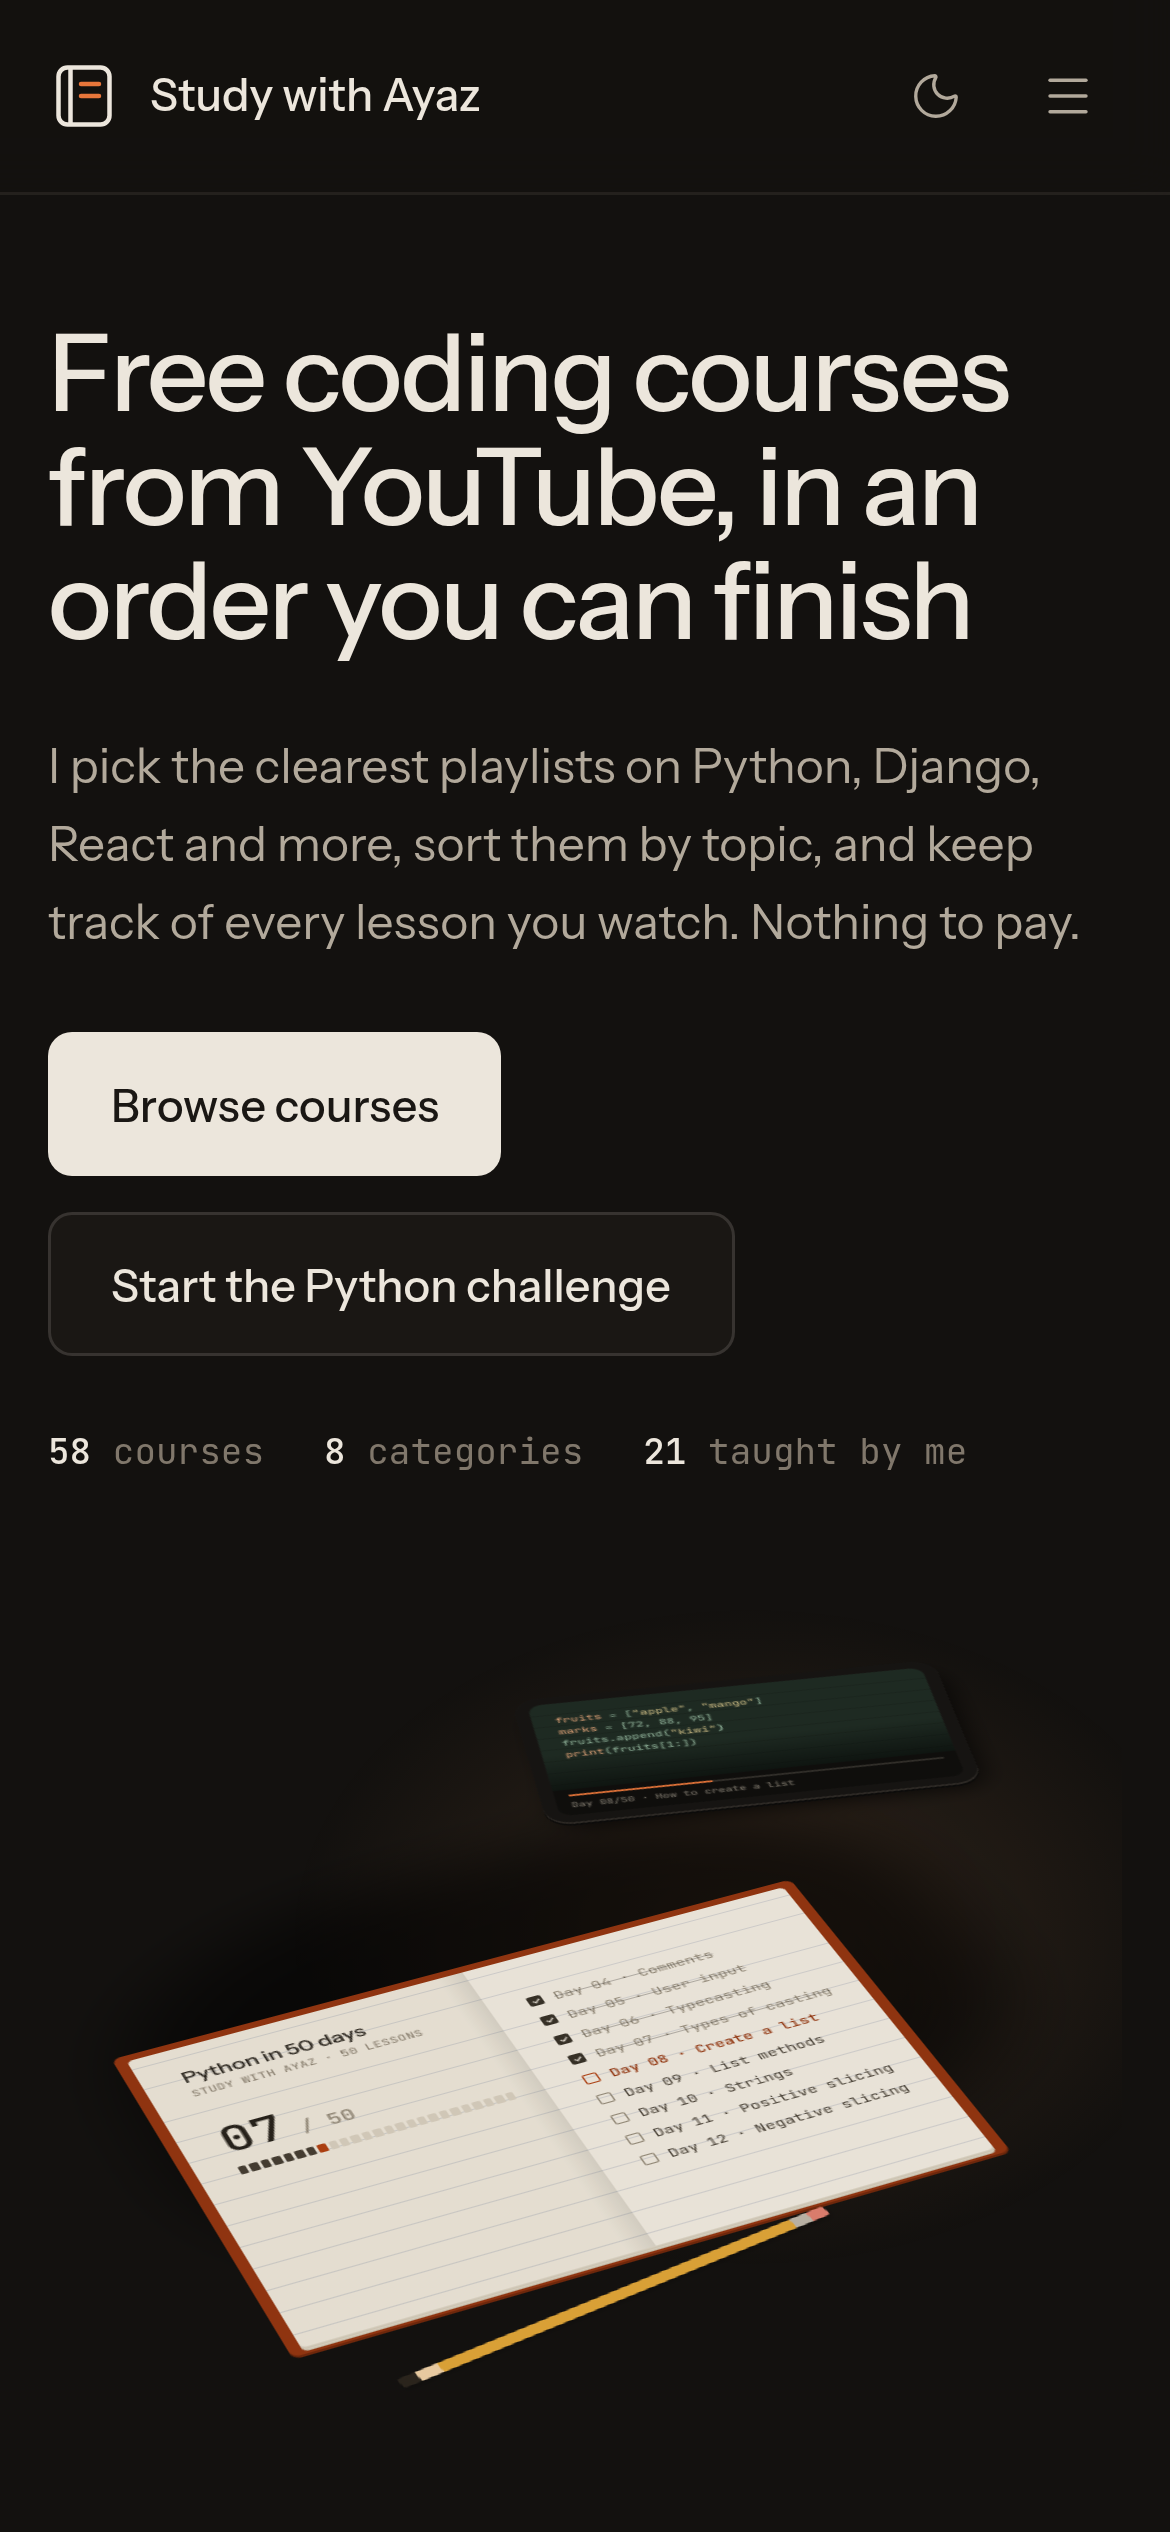 Study with Ayaz
Free coding courses
from YouTube, in an
order you can finish
I pick the clearest playlists on Python, Django,
React and more, sort them by topic, and keep
track of every lesson you watch. Nothing to pay.
Browse courses
Start the Python challenge
58 courses 8 categories 21 taught by me
fruits = ["apple", "mango"]
marks = [72, 88, 95]
fruits.append("kiwi")
print(fruits[1:])
Day 08/50 · How to create a list
Python in 50 days
STUDY WITH AYAZ · 50 LESSONS
07 / 50
Day 04 · Comments
Day 05 · User input
Day 06 · Typecasting
Day 07 · Types of casting
Day 08 · Create a list
Day 09 · List methods
Day 10 · Strings
Day 11 · Positive slicing
Day 12 · Negative slicing